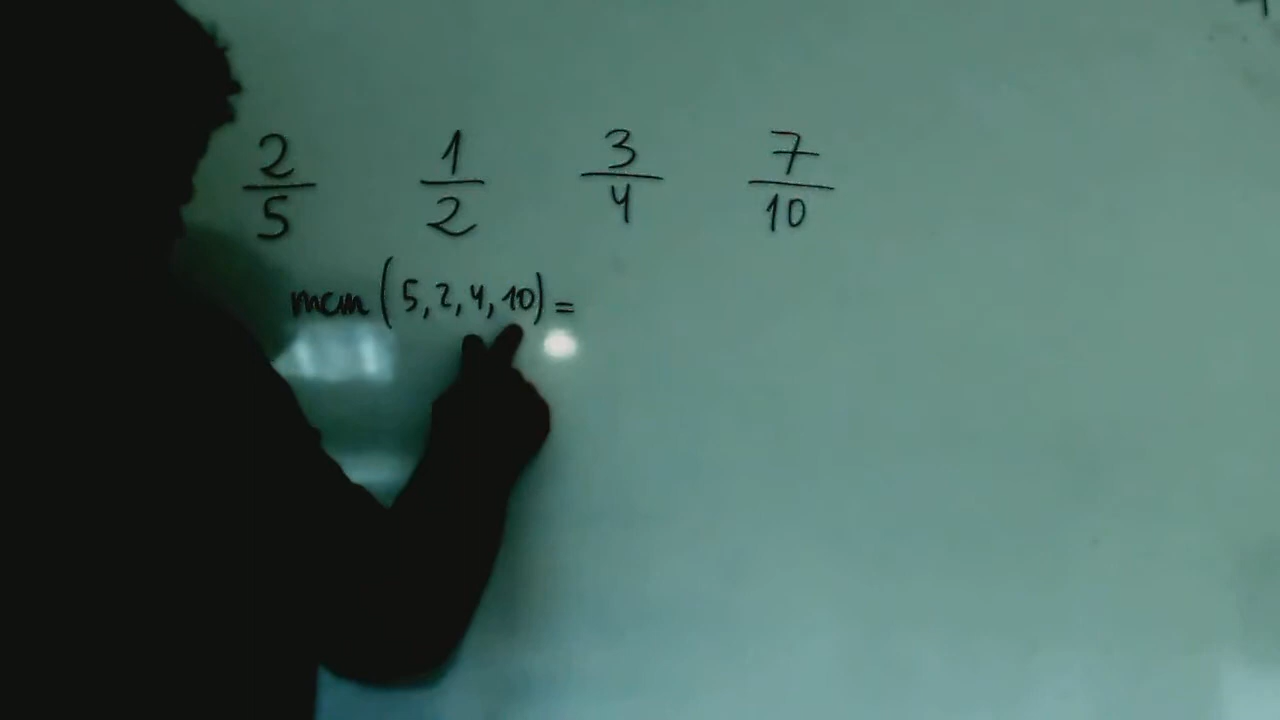 2/5 1/2 3/4 7/10
mcm (5, 2, 4, 10) =